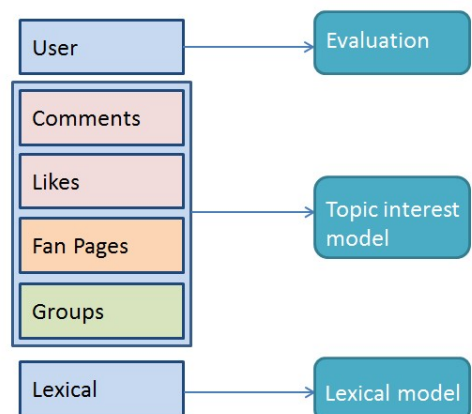 User
Evaluation
Comments
Likes
Topic interest
model
Fan Pages
Groups
Lexical
Lexical model